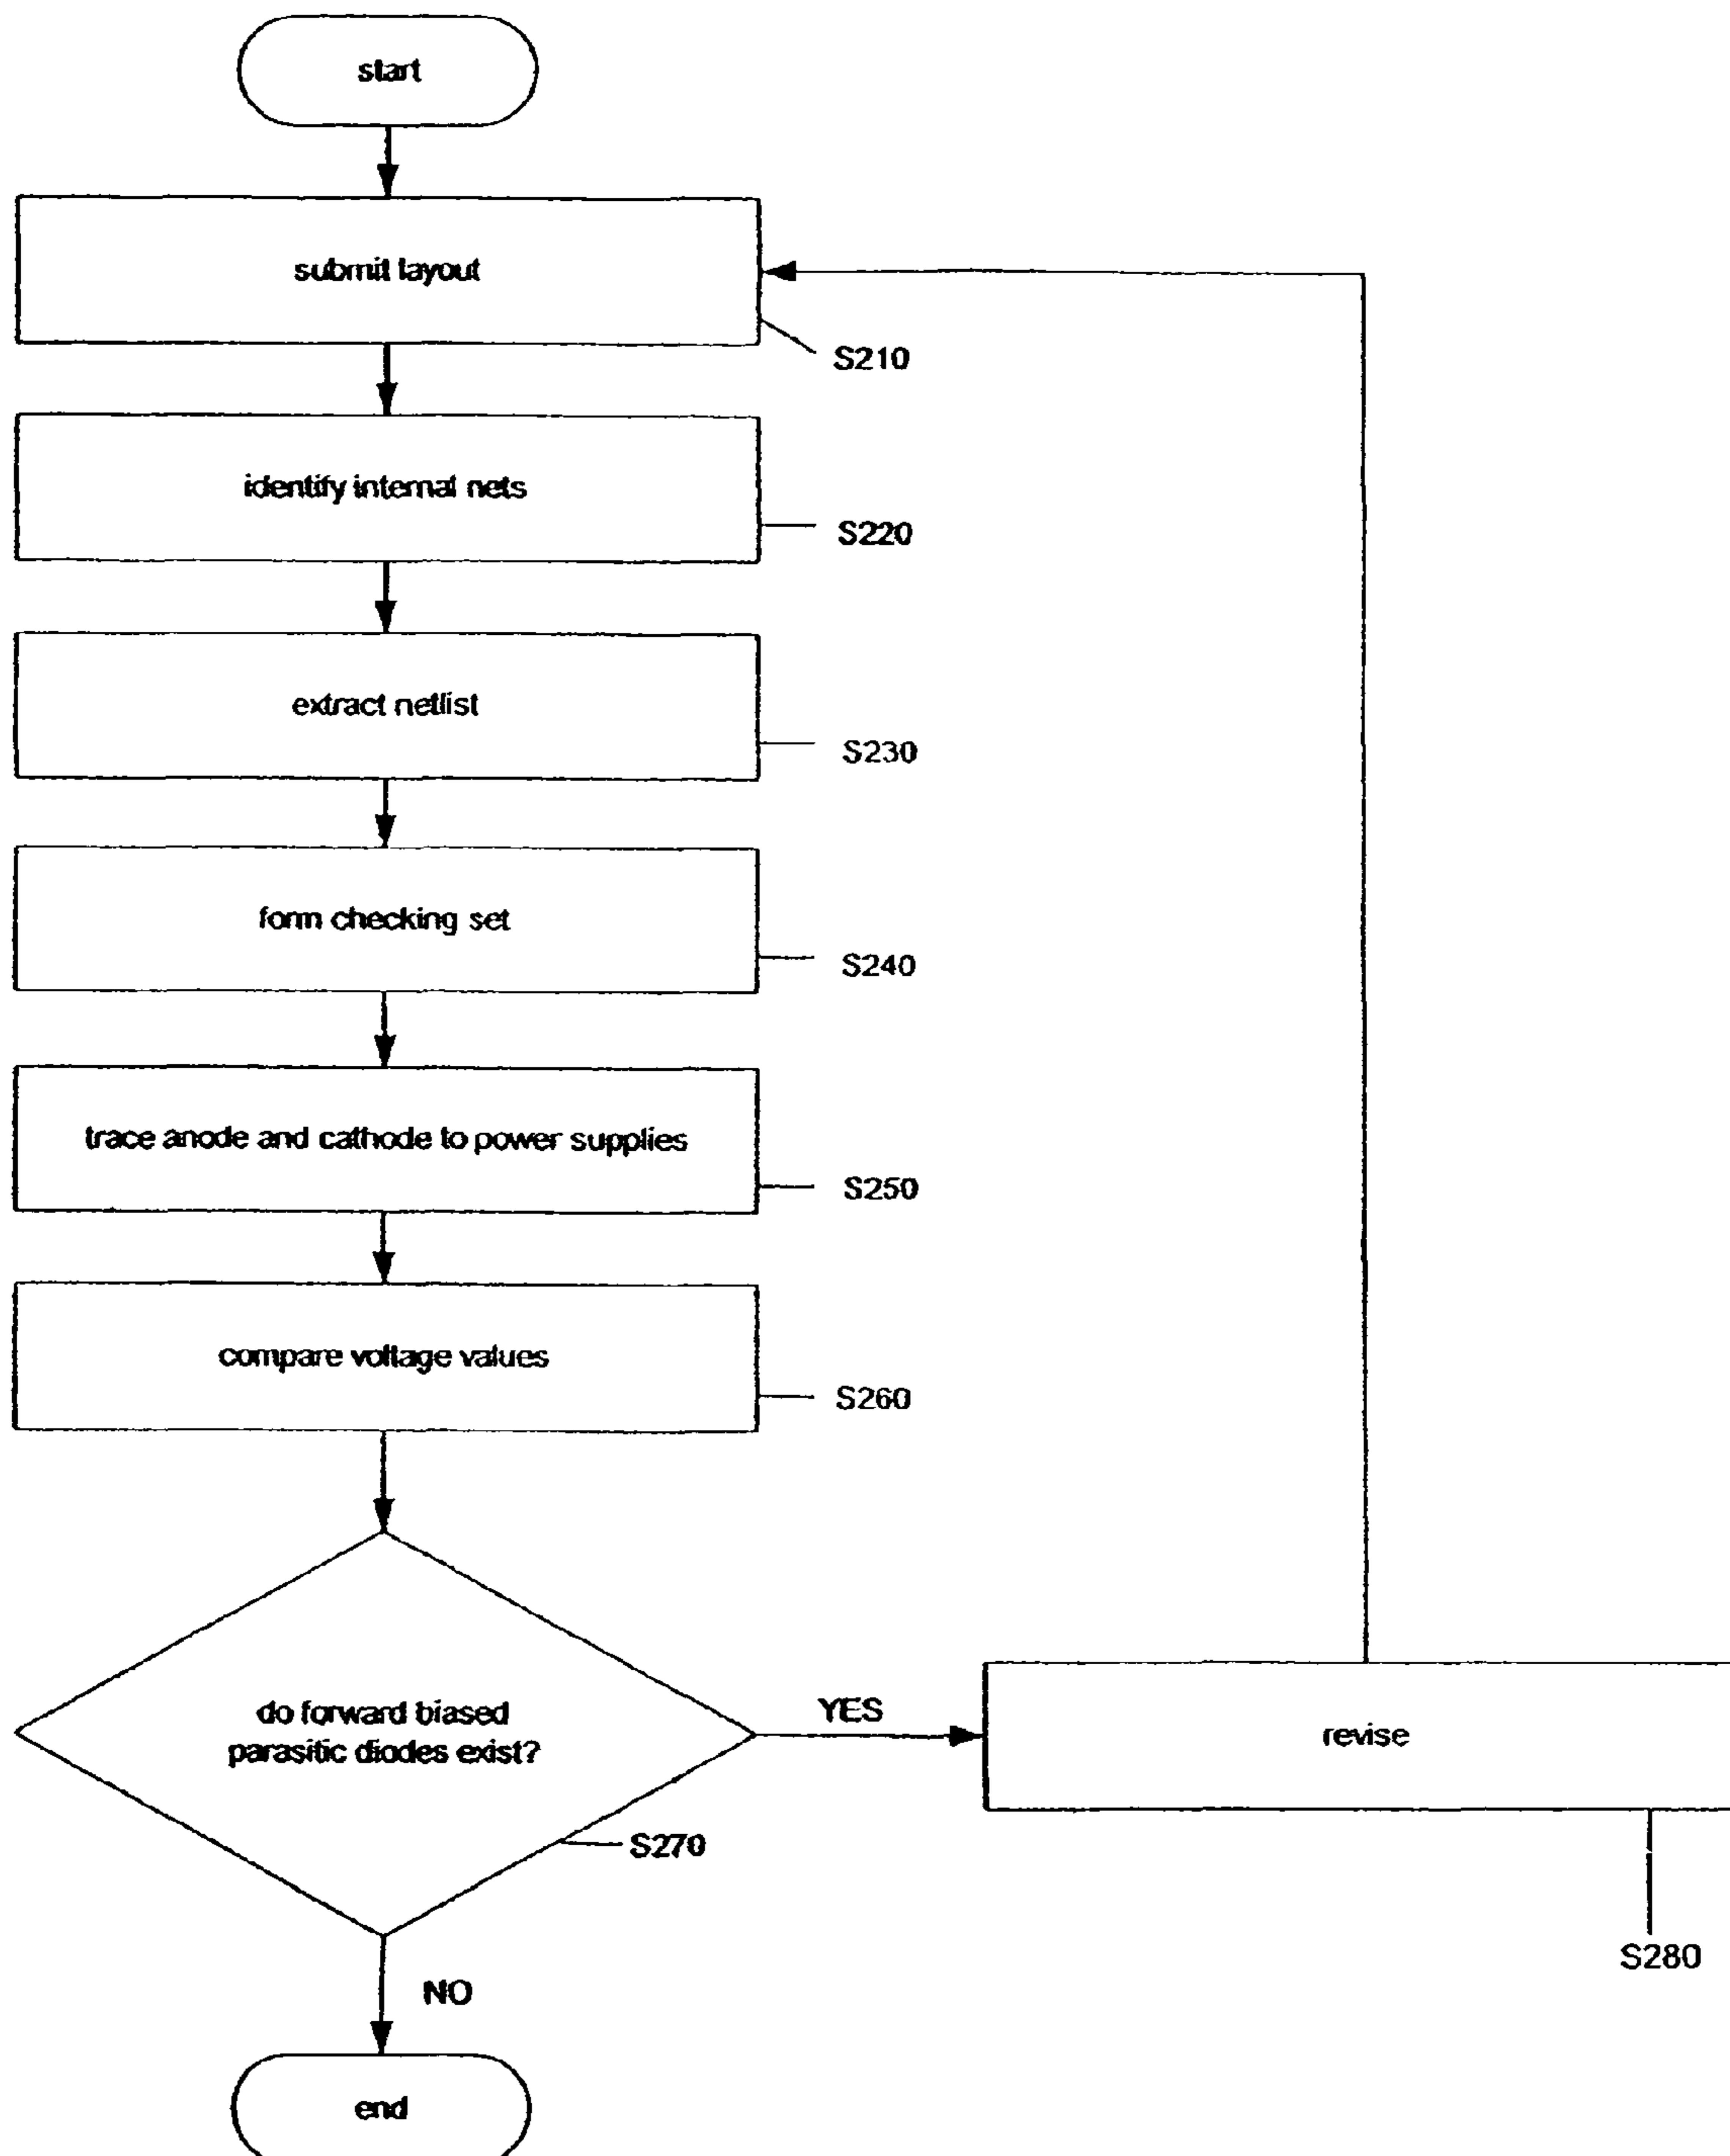 start
submit layout
S210
identify internal nets
S220
extract netlist
S230
form checking set
S240
trace anode and cathode to power supplies
S250
compare voltage values
S260
do forward biased
parasitic diodes exist?
S270
YES
revise
S280
NO
end